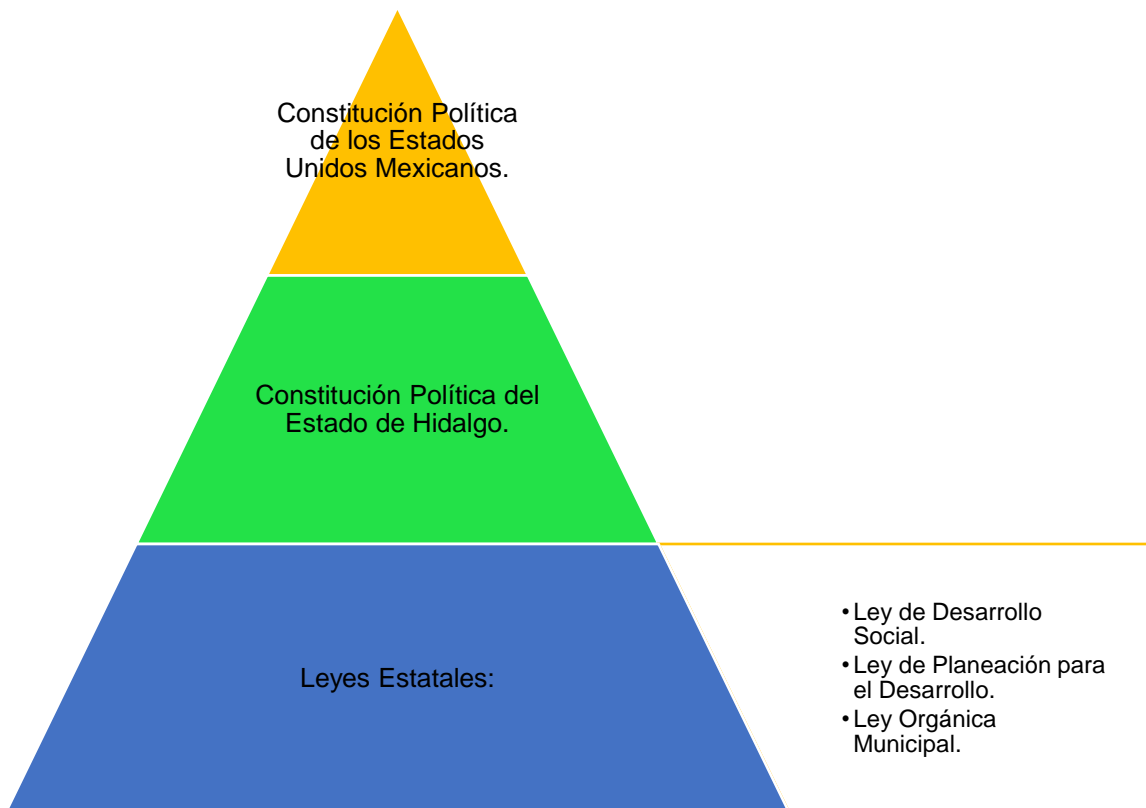 Constitución Política
de los Estados
Unidos Mexicanos.
Constitución Política del
Estado de Hidalgo.
Leyes Estatales:
•Ley de Desarrollo
Social.
•Ley de Planeación para
el Desarrollo.
•Ley Orgánica
Municipal.